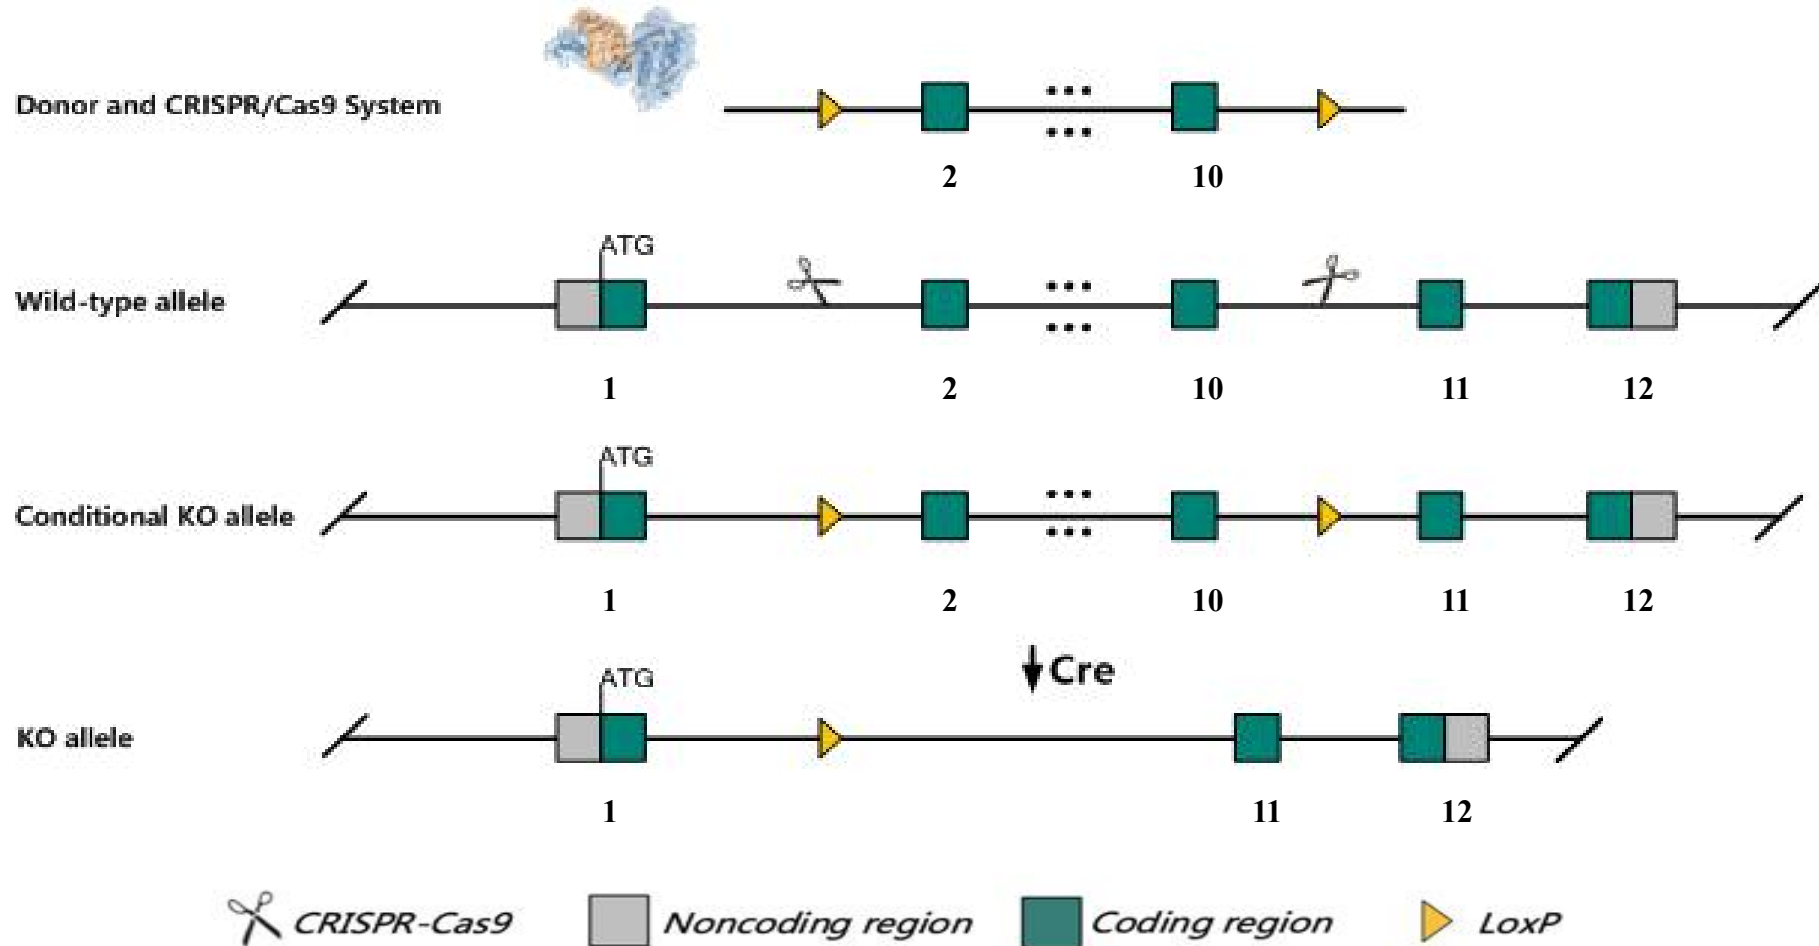 Donor and CRISPR/Cas9 System
2 10
ATG
Wild-type allele
1 2 10 11 12
ATG
Conditional KO allele
1 2 10 11 12
Cre
ATG
KO allele
1 11 12
CRISPR-Cas9 Noncoding region Coding region LoxP